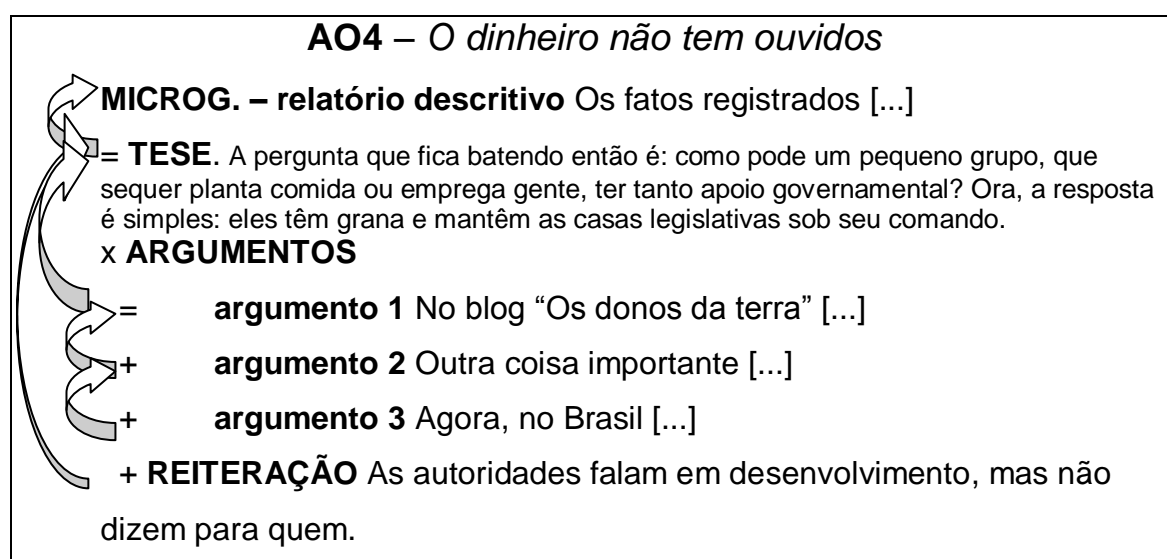 AO4 – O dinheiro não tem ouvidos
MICROG. – relatório descritivo Os fatos registrados [...]
= TESE. A pergunta que fica batendo então é: como pode um pequeno grupo, que
sequer planta comida ou emprega gente, ter tanto apoio governamental? Ora, a resposta
é simples: eles têm grana e mantêm as casas legislativas sob seu comando.
x ARGUMENTOS
= argumento 1 No blog “Os donos da terra” [...]
+ argumento 2 Outra coisa importante [...]
+ argumento 3 Agora, no Brasil [...]
+ REITERAÇÃO As autoridades falam em desenvolvimento, mas não
dizem para quem.